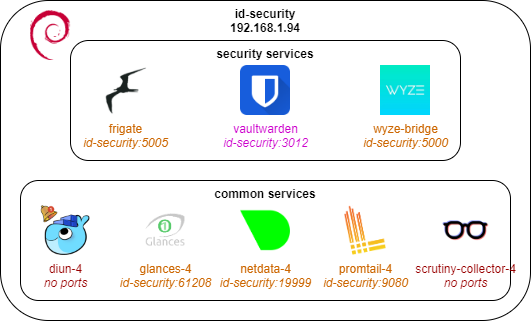 id-security
192.168.1.94
security services
WYZE
frigate
vaultwarden
wyze-bridge
id-security:5005
id-security:3012
id-security:5000
common services
Glances
diun-4
glances-4
netdata-4
promtail-4
scrutiny-collector-4
no ports
id-security:61208
id-security:19999
id-security:9080
no ports